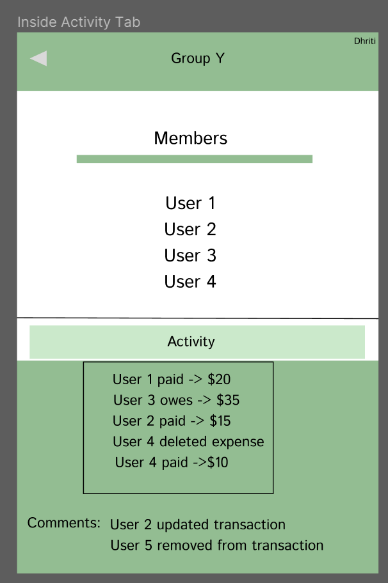 Inside Activity Tab
Dhriti
Group Y
Members
User 1
User 2
User 3
User 4
Activity
User 1 paid -> $20
User 3 owes -> $35
User 2 paid -> $15
User 4 deleted expense
User 4 paid ->$10
Comments: User 2 updated transaction
User 5 removed from transaction